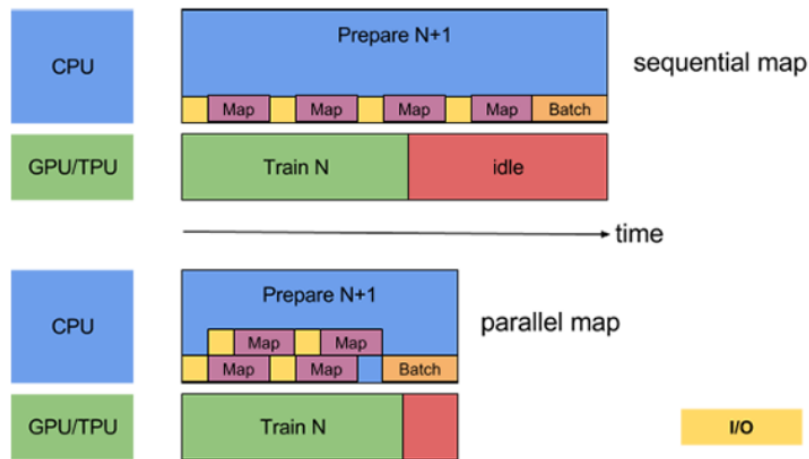 CPU
Prepare N+1
sequential map
Map
Map
Map
Map
Batch
GPU/TPU
Train N
idle
time
CPU
Prepare N+1
parallel map
Map
Map
Map
Map
Batch
GPU/TPU
Train N
I/O